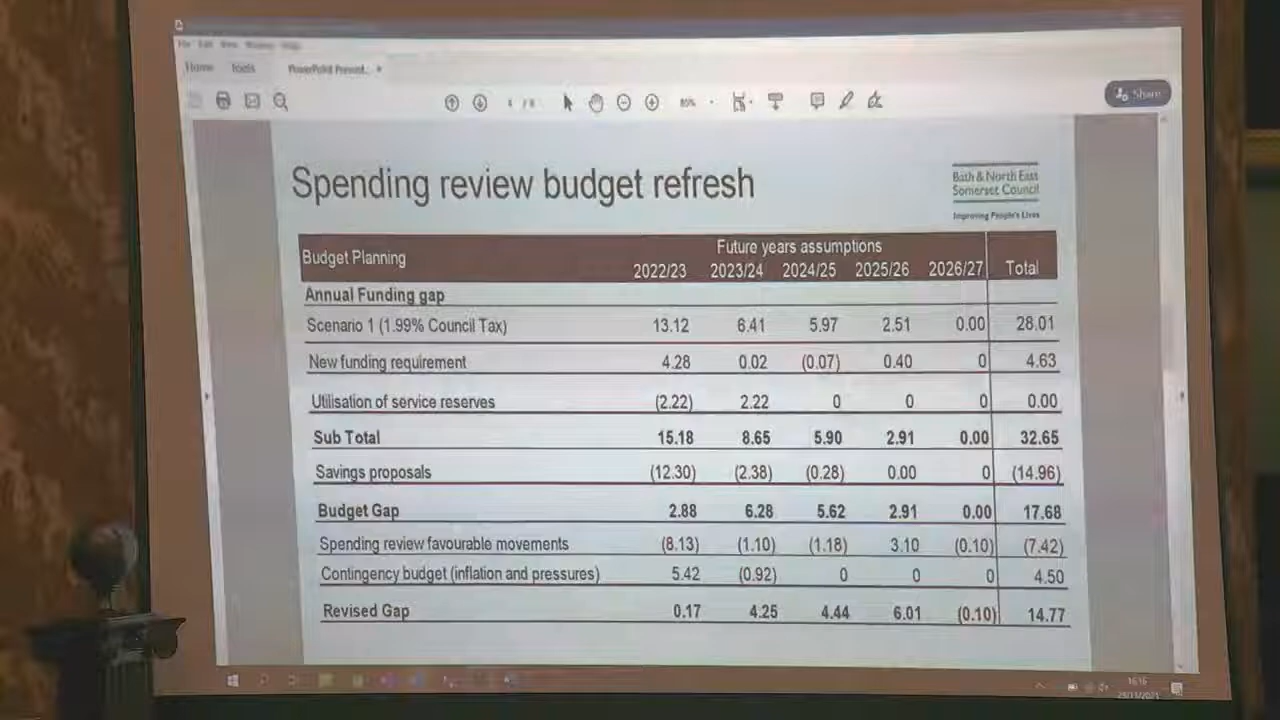 Home Tools PowerPoint Present...
Share
Spending review budget refresh
Bath & North East
Somerset Council
Improving People's Lives
Budget Planning Future years assumptions
2022/23 2023/24 2024/25 2025/26 2026/27 Total
Annual Funding gap
Scenario 1 (1.99% Council Tax) 13.12 6.41 5.97 2.51 0.00 28.01
New funding requirement 4.28 0.02 (0.07) 0.40 0 4.63
Utilisation of service reserves (2.22) 2.22 0 0 0 0.00
Sub Total 15.18 8.65 5.90 2.91 0.00 32.65
Savings proposals (12.30) (2.38) (0.28) 0.00 0 (14.96)
Budget Gap 2.88 6.28 5.62 2.91 0.00 17.68
Spending review favourable movements (8.13) (1.10) (1.18) 3.10 (0.10) (7.42)
Contingency budget (inflation and pressures) 5.42 (0.92) 0 0 0 4.50
Revised Gap 0.17 4.25 4.44 6.01 (0.10) 14.77